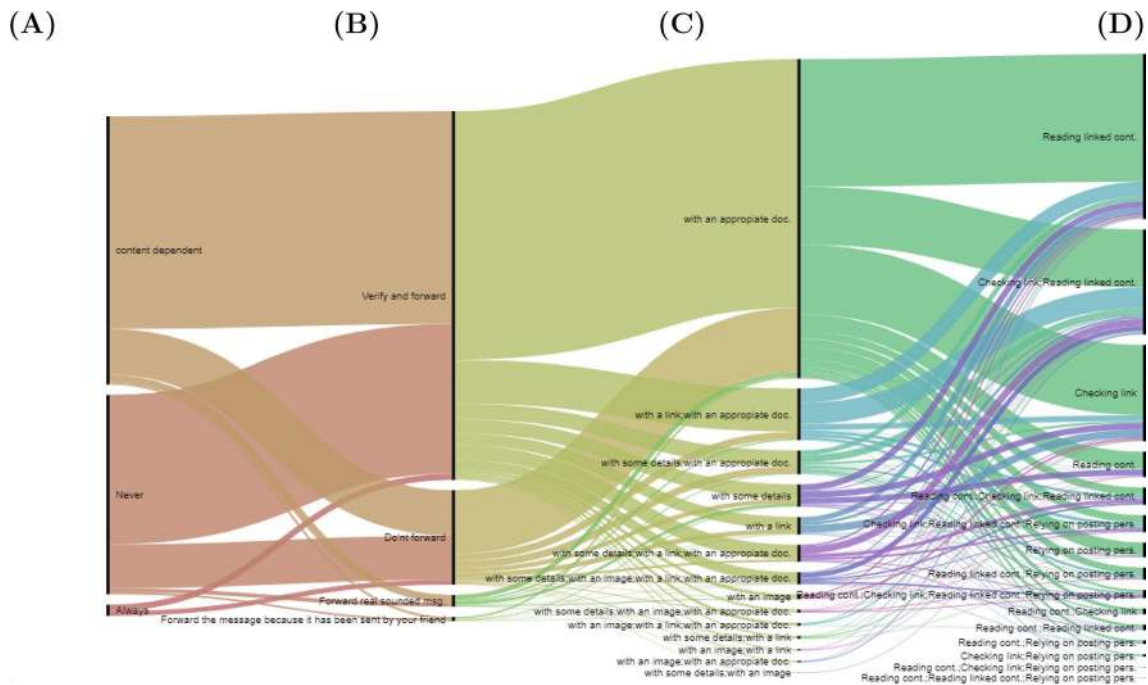 (A) (B) (C) (D)
content dependent
Never
Always
Verify and forward
Do'nt forward
Forward real sounded msg.
Forward the message because it has been sent by your friend
with an appropiate doc.
with a link;with an appropiate doc.
with some details;with an appropiate doc.
with some details
with a link
with some details;with a link;with an appropiate doc.
with some details;with an image;with a link;with an appropiate doc.
with an image
with some details;with an image;with an appropiate doc.
with an image;with a link;with an appropiate doc.
with some details;with a link
with an image;with a link
with an image;with an appropiate doc.
with some details;with an image
Reading linked cont.
Checking link;Reading linked cont.
Checking link
Reading cont.
Reading cont.;Checking link;Reading linked cont.
Checking link;Reading linked cont.;Relying on posting pers.
Relying on posting pers.
Reading linked cont.;Relying on posting pers.
Reading cont.;Checking link;Reading linked cont.;Relying on posting pers.
Reading cont.;Checking link
Reading cont.;Reading linked cont.
Reading cont.;Relying on posting pers.
Checking link;Relying on posting pers.
Reading cont.;Checking link;Relying on posting pers.
Reading cont.;Reading linked cont.;Relying on posting pers.